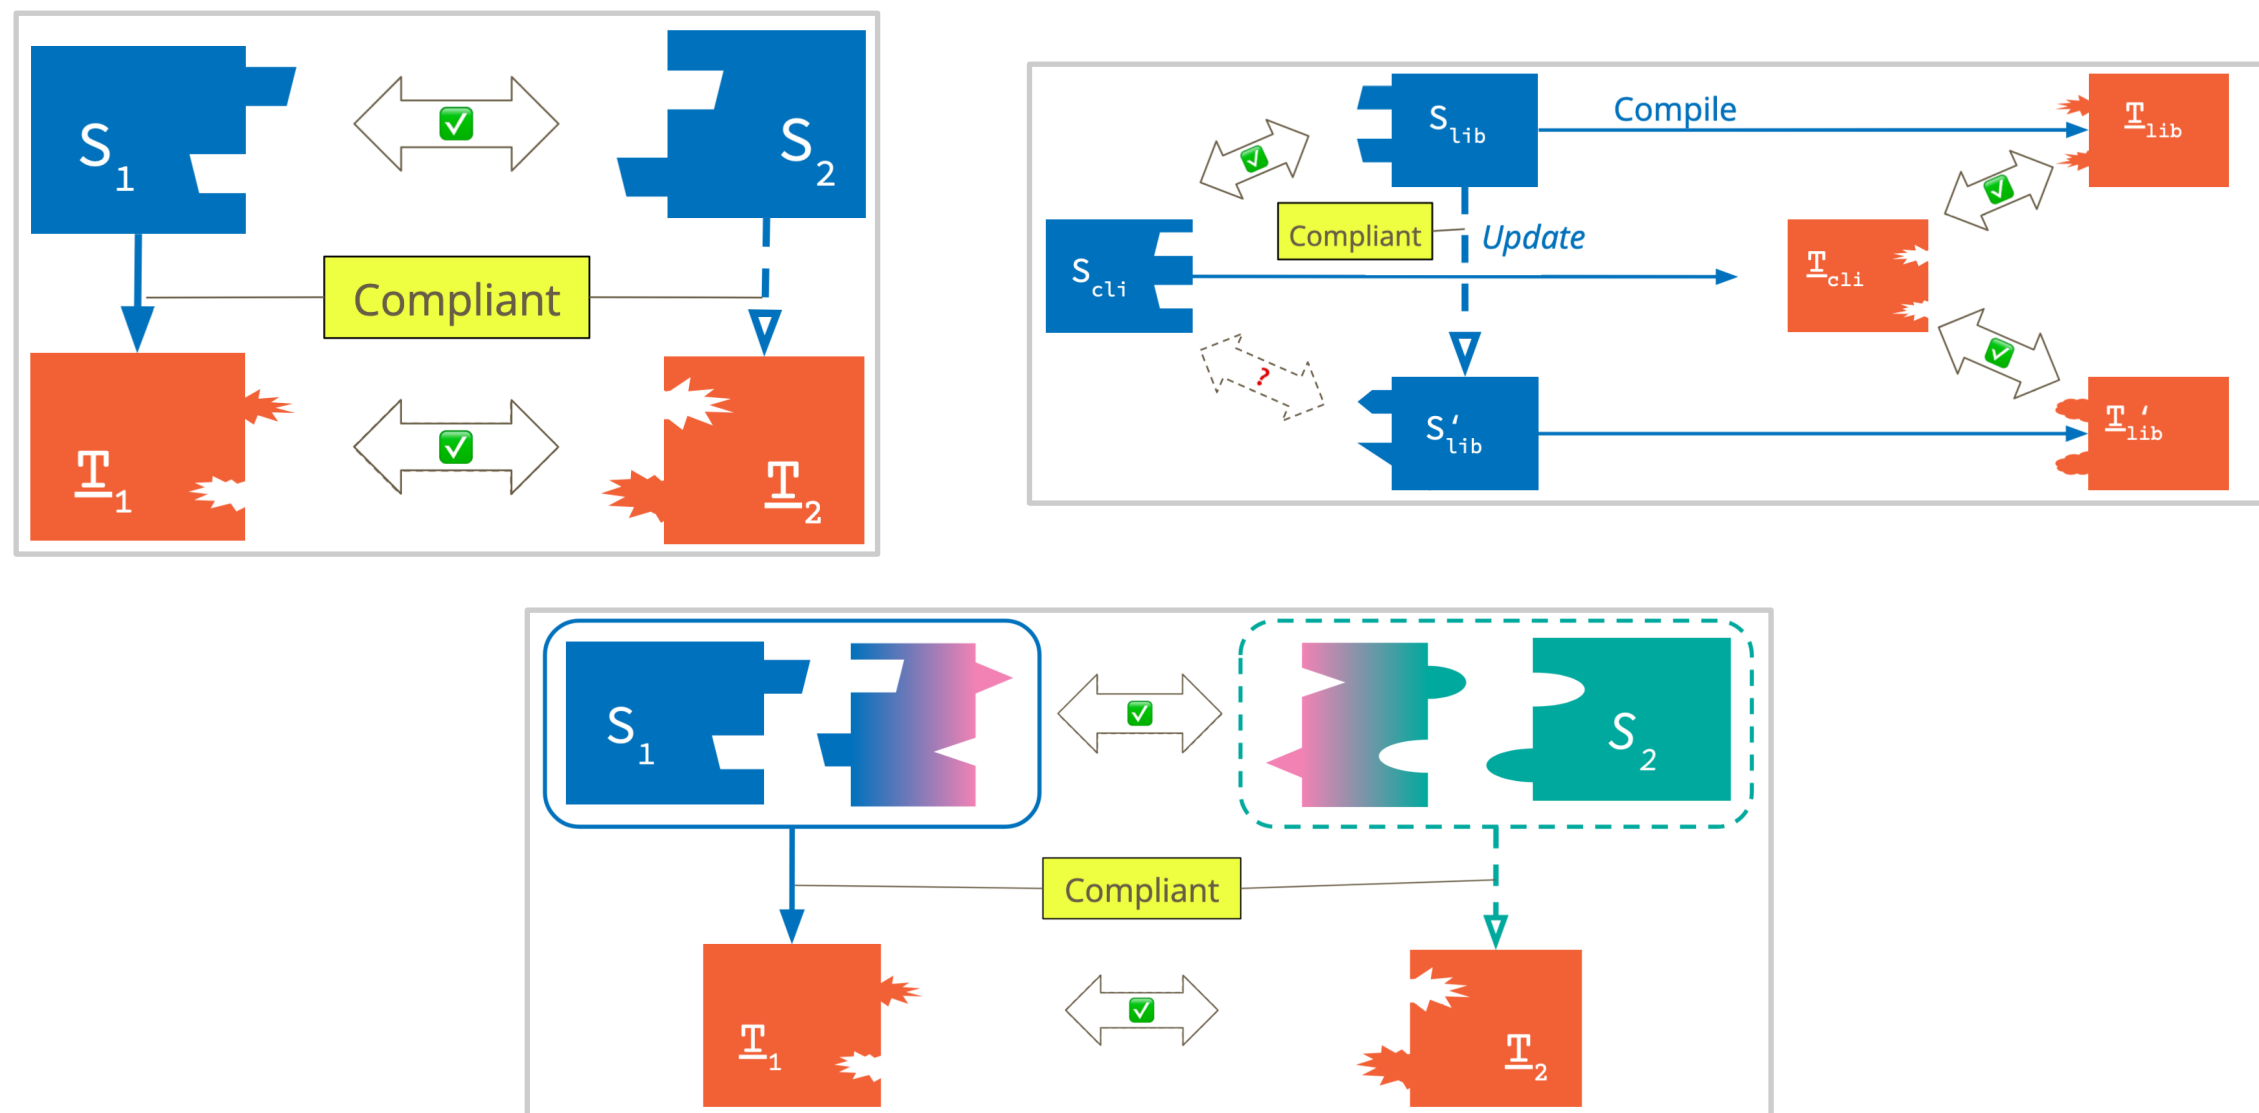 S1
S2
Compliant
T1
T2
Slib
Compile
Tlib
Compliant
Update
Scli
Tcli
?
S‘lib
T‘lib
S1
S2
Compliant
T1
T2